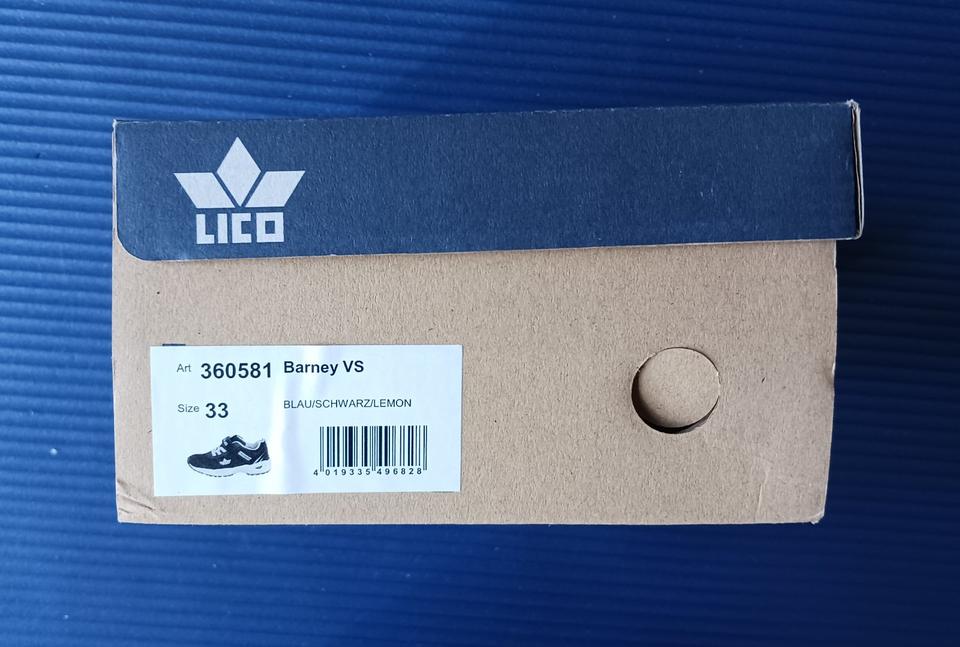 LICO
Art 360581 Barney VS
Size 33 BLAU/SCHWARZ/LEMON
4 019335 496828